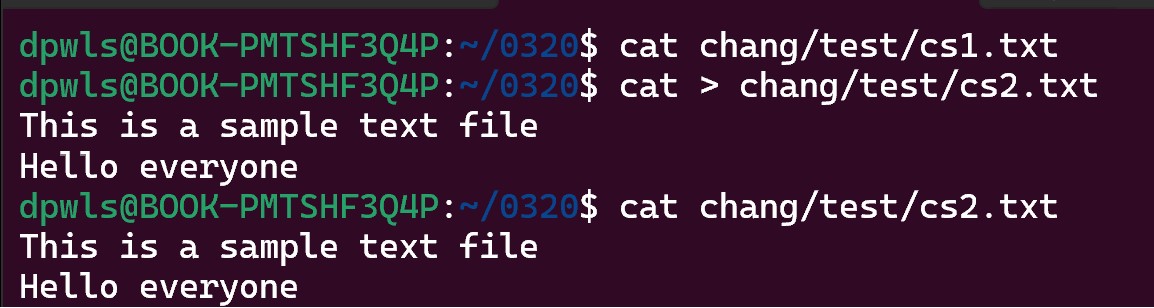 dpwls@BOOK-PMTSHF3Q4P:~/0320$ cat chang/test/cs1.txt
dpwls@BOOK-PMTSHF3Q4P:~/0320$ cat > chang/test/cs2.txt
This is a sample text file
Hello everyone
dpwls@BOOK-PMTSHF3Q4P:~/0320$ cat chang/test/cs2.txt
This is a sample text file
Hello everyone